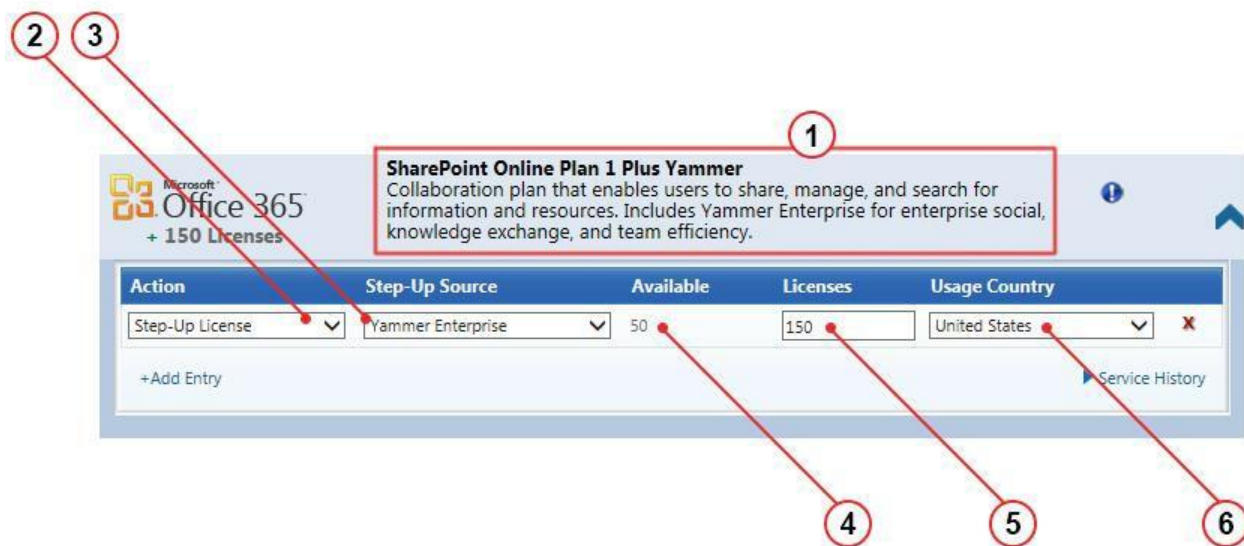 2 3
1
SharePoint Online Plan 1 Plus Yammer
Microsoft
Office 365
Collaboration plan that enables users to share, manage, and search for
information and resources. Includes Yammer Enterprise for enterprise social,
knowledge exchange, and team efficiency.
+ 150 Licenses
Action Step-Up Source Available Licenses Usage Country
Step-Up License Yammer Enterprise 50 150 United States X
+Add Entry Service History
4 5 6